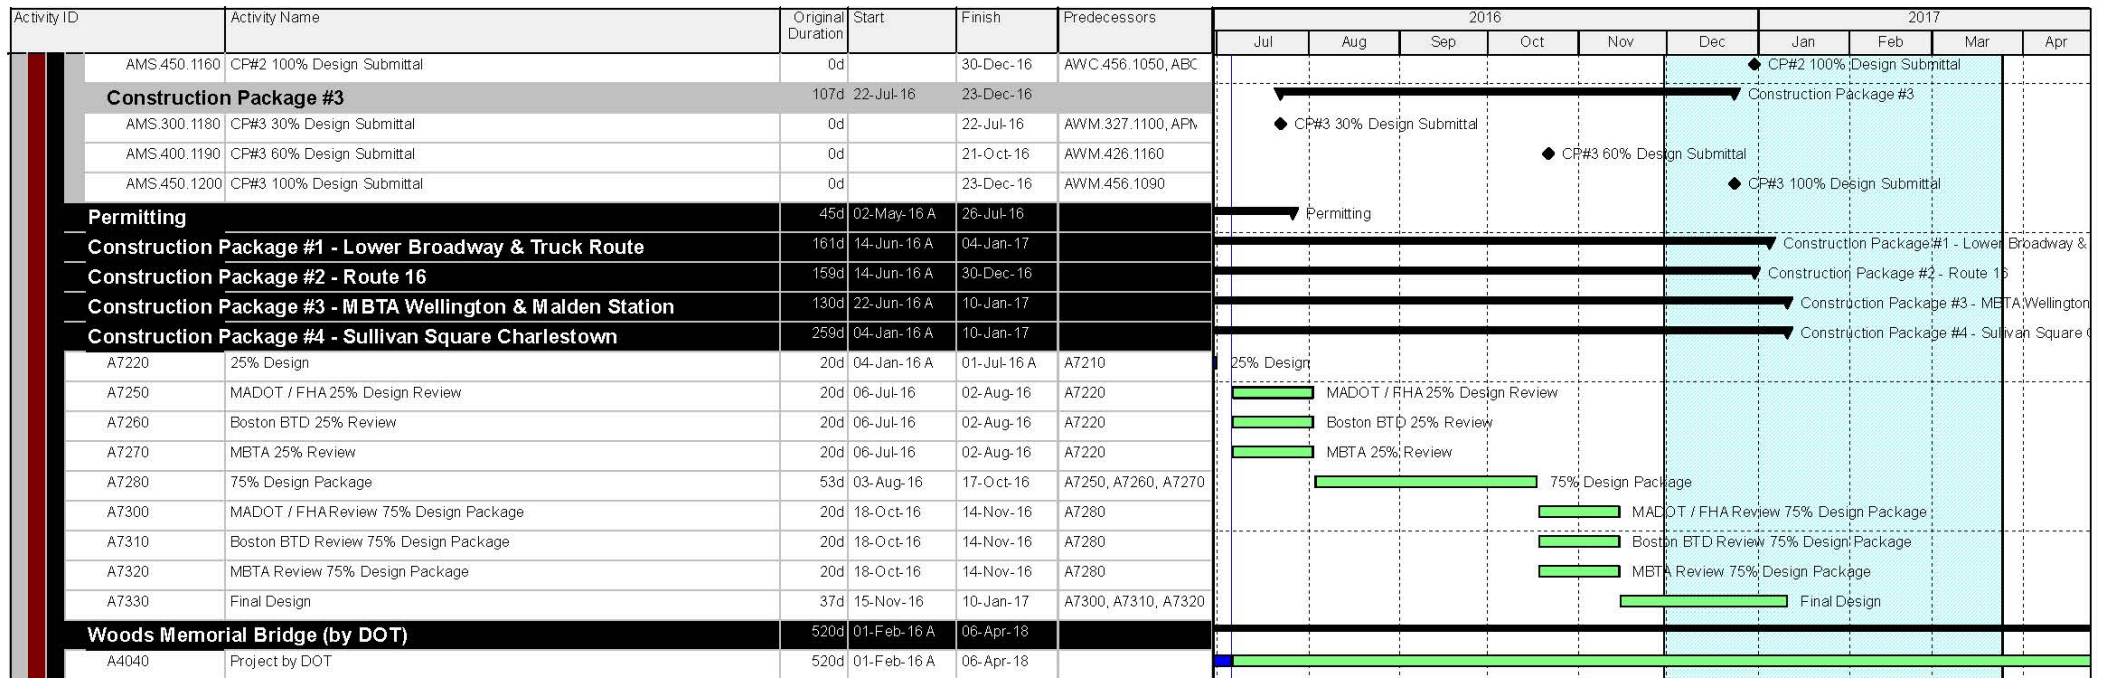 Activity ID Activity Name Original Duration Start Finish Predecessors 2016 2017
Jul Aug Sep Oct Nov Dec Jan Feb Mar Apr
AMS.450.1160 CP#2 100% Design Submittal 0d 30-Dec-16 AWC.456.1050, ABC CP#2 100% Design Submittal
Construction Package #3 107d 22-Jul-16 23-Dec-16 Construction Package #3
AMS.300.1180 CP#3 30% Design Submittal 0d 22-Jul-16 AWM.327.1100, CP#3 30% Design Submittal
AMS.400.1190 CP#3 60% Design Submittal 0d 21-Oct-16 AWM.426.1160 CP#3 60% Design Submittal
AMS.450.1200 CP#3 100% Design Submittal 0d 23-Dec-16 AWM.456.1090 CP#3 100% Design Submittal
Permitting 45d 02-May-16 A 26-Jul-16 Permitting
Construction Package #1 - Lower Broadway & Truck Route 161d 14-Jun-16 A 04-Jan-17 Construction Package #1 - Lower Broadway &
Construction Package #2 - Route 16 159d 14-Jun-16 A 30-Dec-16 Construction Package #2 - Route 16
Construction Package #3 - MBTA Wellington & Malden Station 130d 22-Jun-16 A 10-Jan-17 Construction Package #3 - MBTA Wellington
Construction Package #4 - Sullivan Square Charlestown 259d 04-Jan-16 A 10-Jan-17 Construction Package #4 - Sullivan Square
A7220 25% Design 20d 04-Jan-16 A 01-Jul-16 A A7210 25% Design
A7250 MADOT / FHA 25% Design Review 20d 06-Jul-16 02-Aug-16 A7220 MADOT / FHA 25% Design Review
A7260 Boston BTD 25% Review 20d 06-Jul-16 02-Aug-16 A7220 Boston BTD 25% Review
A7270 MBTA 25% Review 20d 06-Jul-16 02-Aug-16 A7220 MBTA 25% Review
A7280 75% Design Package 53d 03-Aug-16 17-Oct-16 A7250, A7260, A7270 75% Design Package
A7300 MADOT / FHA Review 75% Design Package 20d 18-Oct-16 14-Nov-16 A7280 MADOT / FHA Review 75% Design Package
A7310 Boston BTD Review 75% Design Package 20d 18-Oct-16 14-Nov-16 A7280 Boston BTD Review 75% Design Package
A7320 MBTA Review 75% Design Package 20d 18-Oct-16 14-Nov-16 A7280 MBTA Review 75% Design Package
A7330 Final Design 37d 15-Nov-16 10-Jan-17 A7300, A7310, A7320 Final Design
Woods Memorial Bridge (by DOT) 520d 01-Feb-16 A 06-Apr-18
A4040 Project by DOT 520d 01-Feb-16 A 06-Apr-18